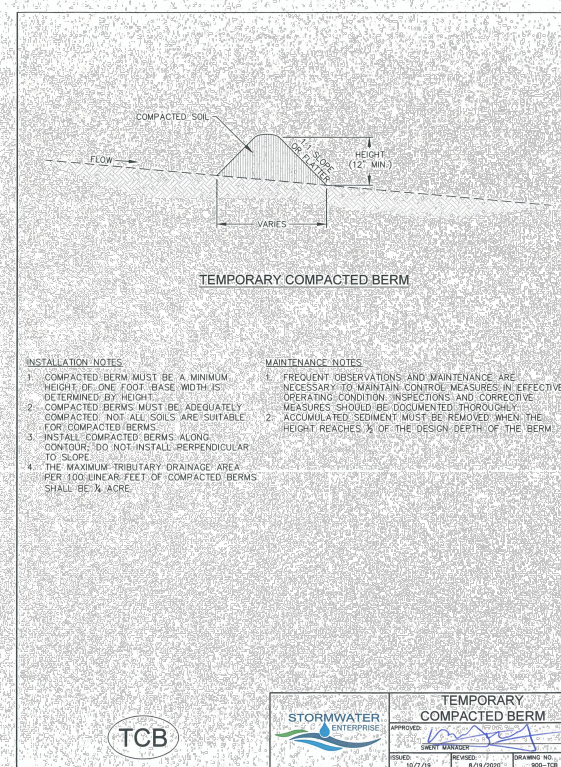 COMPACTED SOIL
FLOW
1:1 SLOPE
OR FLATTER
HEIGHT
(12" MIN.)
VARIES
TEMPORARY COMPACTED BERM
INSTALLATION NOTES
1. COMPACTED BERM MUST BE A MINIMUM
HEIGHT OF ONE FOOT. BASE WIDTH IS
DETERMINED BY HEIGHT.
2. COMPACTED BERMS MUST BE ADEQUATELY
COMPACTED. NOT ALL SOILS ARE SUITABLE
FOR COMPACTED BERMS.
3. INSTALL COMPACTED BERMS ALONG
CONTOUR; DO NOT INSTALL PERPENDICULAR
TO SLOPE.
4. THE MAXIMUM TRIBUTARY DRAINAGE AREA
PER 100 LINEAR FEET OF COMPACTED BERMS
SHALL BE ¼ ACRE.
MAINTENANCE NOTES
1. FREQUENT OBSERVATIONS AND MAINTENANCE ARE
NECESSARY TO MAINTAIN CONTROL MEASURES IN EFFECTIVE
OPERATING CONDITION. INSPECTIONS AND CORRECTIVE
MEASURES SHOULD BE DOCUMENTED THOROUGHLY.
2. ACCUMULATED SEDIMENT MUST BE REMOVED WHEN THE
HEIGHT REACHES ½ OF THE DESIGN DEPTH OF THE BERM.
TCB
STORMWATER
ENTERPRISE
TEMPORARY
COMPACTED BERM
APPROVED:
SWENT MANAGER
ISSUED:
10/7/19
REVISED:
8/19/2020
DRAWING NO.
900-TCB